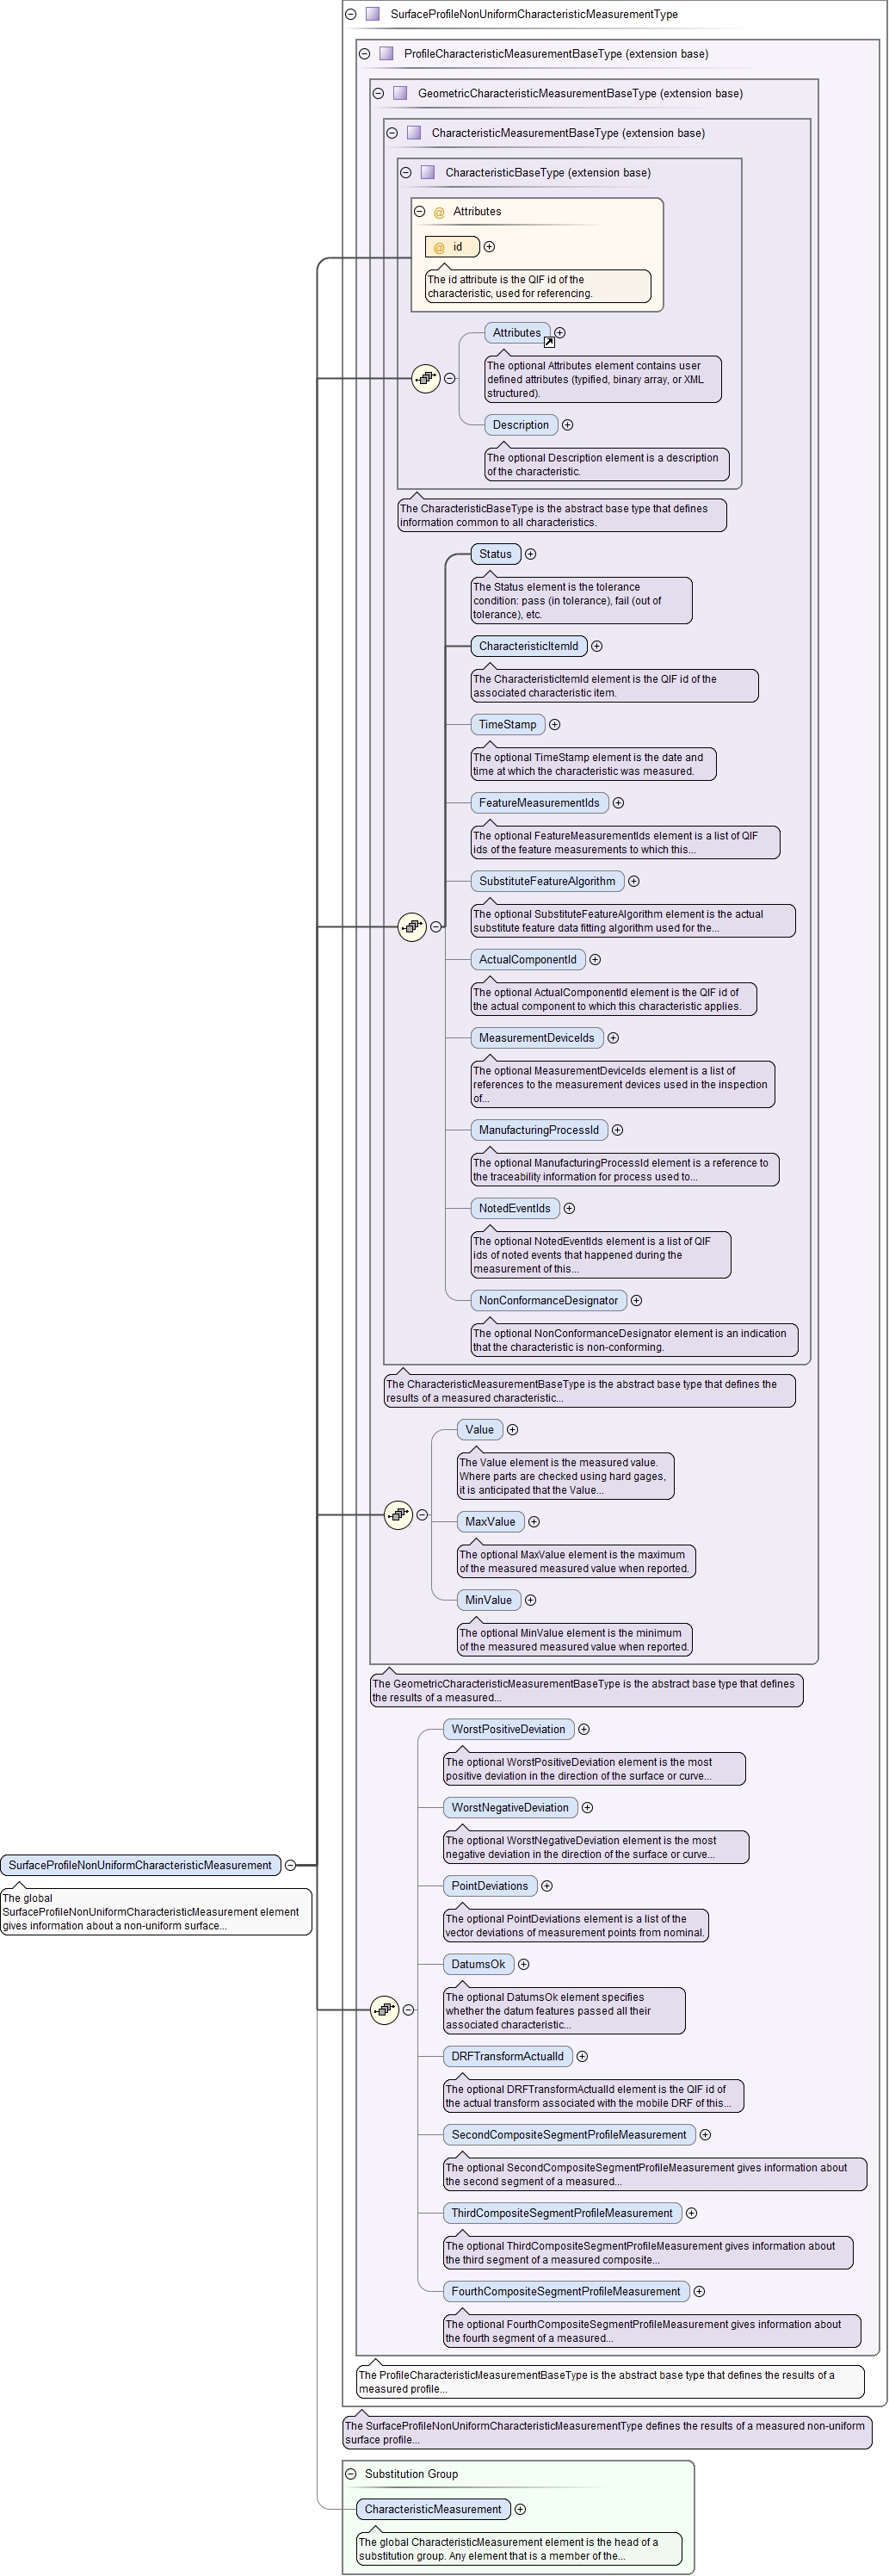 SurfaceProfileNonUniformCharacteristicMeasurementType
ProfileCharacteristicMeasurementBaseType (extension base)
GeometricCharacteristicMeasurementBaseType (extension base)
CharacteristicMeasurementBaseType (extension base)
CharacteristicBaseType (extension base)
@ Attributes
@ id
The id attribute is the QIF id of the
characteristic, used for referencing.
Attributes
The optional Attributes element contains user
defined attributes (typified, binary array, or XML
structured).
Description
The optional Description element is a description
of the characteristic.
The CharacteristicBaseType is the abstract base type that defines
information common to all characteristics.
Status
The Status element is the tolerance
condition: pass (in tolerance), fail (out of
tolerance), etc.
CharacteristicItemId
The CharacteristicItemId element is the QIF id of the
associated characteristic item.
TimeStamp
The optional TimeStamp element is the date and
time at which the characteristic was measured.
FeatureMeasurementIds
The optional FeatureMeasurementIds element is a list of QIF
ids of the feature measurements to which this...
SubstituteFeatureAlgorithm
The optional SubstituteFeatureAlgorithm element is the actual
substitute feature data fitting algorithm used for the...
ActualComponentId
The optional ActualComponentId element is the QIF id of
the actual component to which this characteristic applies.
MeasurementDeviceIds
The optional MeasurementDeviceIds element is a list of
references to the measurement devices used in the inspection
of...
ManufacturingProcessId
The optional ManufacturingProcessId element is a reference to
the traceability information for process used to...
NotedEventIds
The optional NotedEventIds element is a list of QIF
ids of noted events that happened during the
measurement of this...
NonConformanceDesignator
The optional NonConformanceDesignator element is an indication
that the characteristic is non-conforming.
The CharacteristicMeasurementBaseType is the abstract base type that defines the
results of a measured characteristic...
Value
The Value element is the measured value.
Where parts are checked using hard gages,
it is anticipated that the Value...
MaxValue
The optional MaxValue element is the maximum
of the measured measured value when reported.
MinValue
The optional MinValue element is the minimum
of the measured measured value when reported.
The GeometricCharacteristicMeasurementBaseType is the abstract base type that defines
the results of a measured...
WorstPositiveDeviation
The optional WorstPositiveDeviation element is the most
positive deviation in the direction of the surface or curve...
WorstNegativeDeviation
The optional WorstNegativeDeviation element is the most
negative deviation in the direction of the surface or curve...
SurfaceProfileNonUniformCharacteristicMeasurement
The global
SurfaceProfileNonUniformCharacteristicMeasurement element
gives information about a non-uniform surface...
PointDeviations
The optional PointDeviations element is a list of the
vector deviations of measurement points from nominal.
DatumsOk
The optional DatumsOk element specifies
whether the datum features passed all their
associated characteristic...
DRFTransformActualId
The optional DRFTransformActualId element is the QIF id of
the actual transform associated with the mobile DRF of this...
SecondCompositeSegmentProfileMeasurement
The optional SecondCompositeSegmentProfileMeasurement gives information about
the second segment of a measured...
ThirdCompositeSegmentProfileMeasurement
The optional ThirdCompositeSegmentProfileMeasurement gives information about
the third segment of a measured composite...
FourthCompositeSegmentProfileMeasurement
The optional FourthCompositeSegmentProfileMeasurement gives information about
the fourth segment of a measured...
The ProfileCharacteristicMeasurementBaseType is the abstract base type that defines the results of a
measured profile...
The SurfaceProfileNonUniformCharacteristicMeasurementType defines the results of a measured non-uniform
surface profile...
Substitution Group
CharacteristicMeasurement
The global CharacteristicMeasurement element is the head of a
substitution group. Any element that is a member of the...